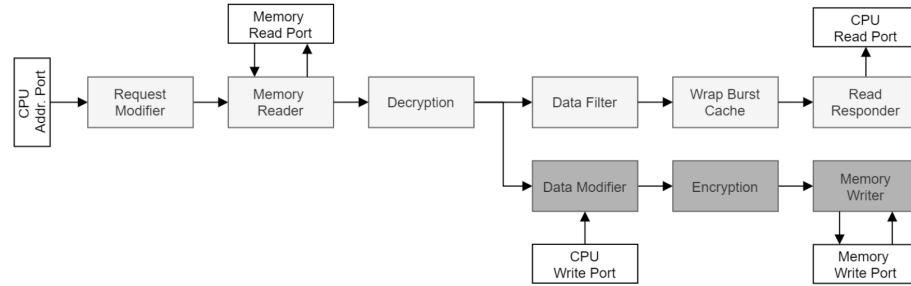 Memory
Read Port
CPU
Read Port
CPU
Addr. Port
Request
Modifier
Memory
Reader
Decryption
Data Filter
Wrap Burst
Cache
Read
Responder
Data Modifier
Encryption
Memory
Writer
CPU
Write Port
Memory
Write Port